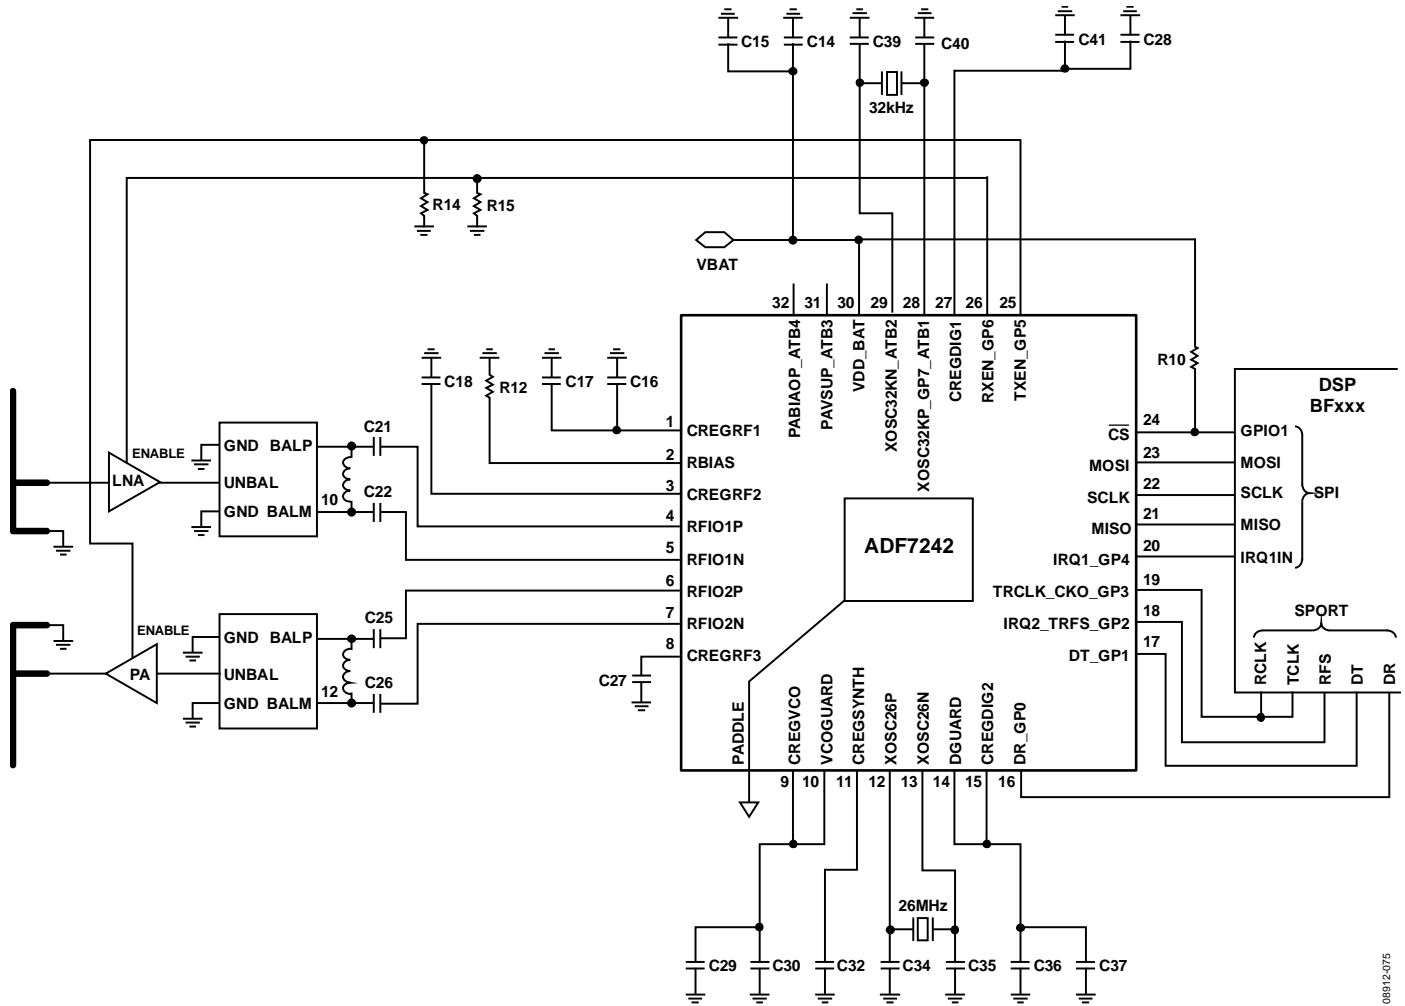 C15
C14
C39
C40
C41
C28
32kHz
R14
R15
VBAT
32
31
30
29
28
27
26
25
PABIAOP_ATB4
PAVSUP_ATB3
VDD_BAT
XOSC32KN_ATB2
XOSC32KP_GP7_ATB1
CREGDIG1
RXEN_GP6
TXEN_GP5
C18
R12
C17
C16
R10
1
CREGRF1
2
RBIAS
3
CREGRF2
4
RFIO1P
5
RFIO1N
6
RFIO2P
7
RFIO2N
8
CREGRF3
LNA
ENABLE
GND BALP
UNBAL
GND BALM
10
C21
C22
PA
ENABLE
GND BALP
UNBAL
GND BALM
12
C25
C26
C27
ADF7242
PADDLE
24
CS
23
MOSI
22
SCLK
21
MISO
20
IRQ1_GP4
19
TRCLK_CKO_GP3
18
IRQ2_TRFS_GP2
17
DT_GP1
DSP
BFxxx
GPIO1
MOSI
SCLK
MISO
IRQ1IN
SPI
SPORT
RCLK
TCLK
RFS
DT
DR
CREGVCO
VCOGUARD
CREGSYNTH
XOSC26P
XOSC26N
DGUARD
CREGDIG2
DR_GP0
9
10
11
12
13
14
15
16
26MHz
C29
C30
C32
C34
C35
C36
C37
08912-075